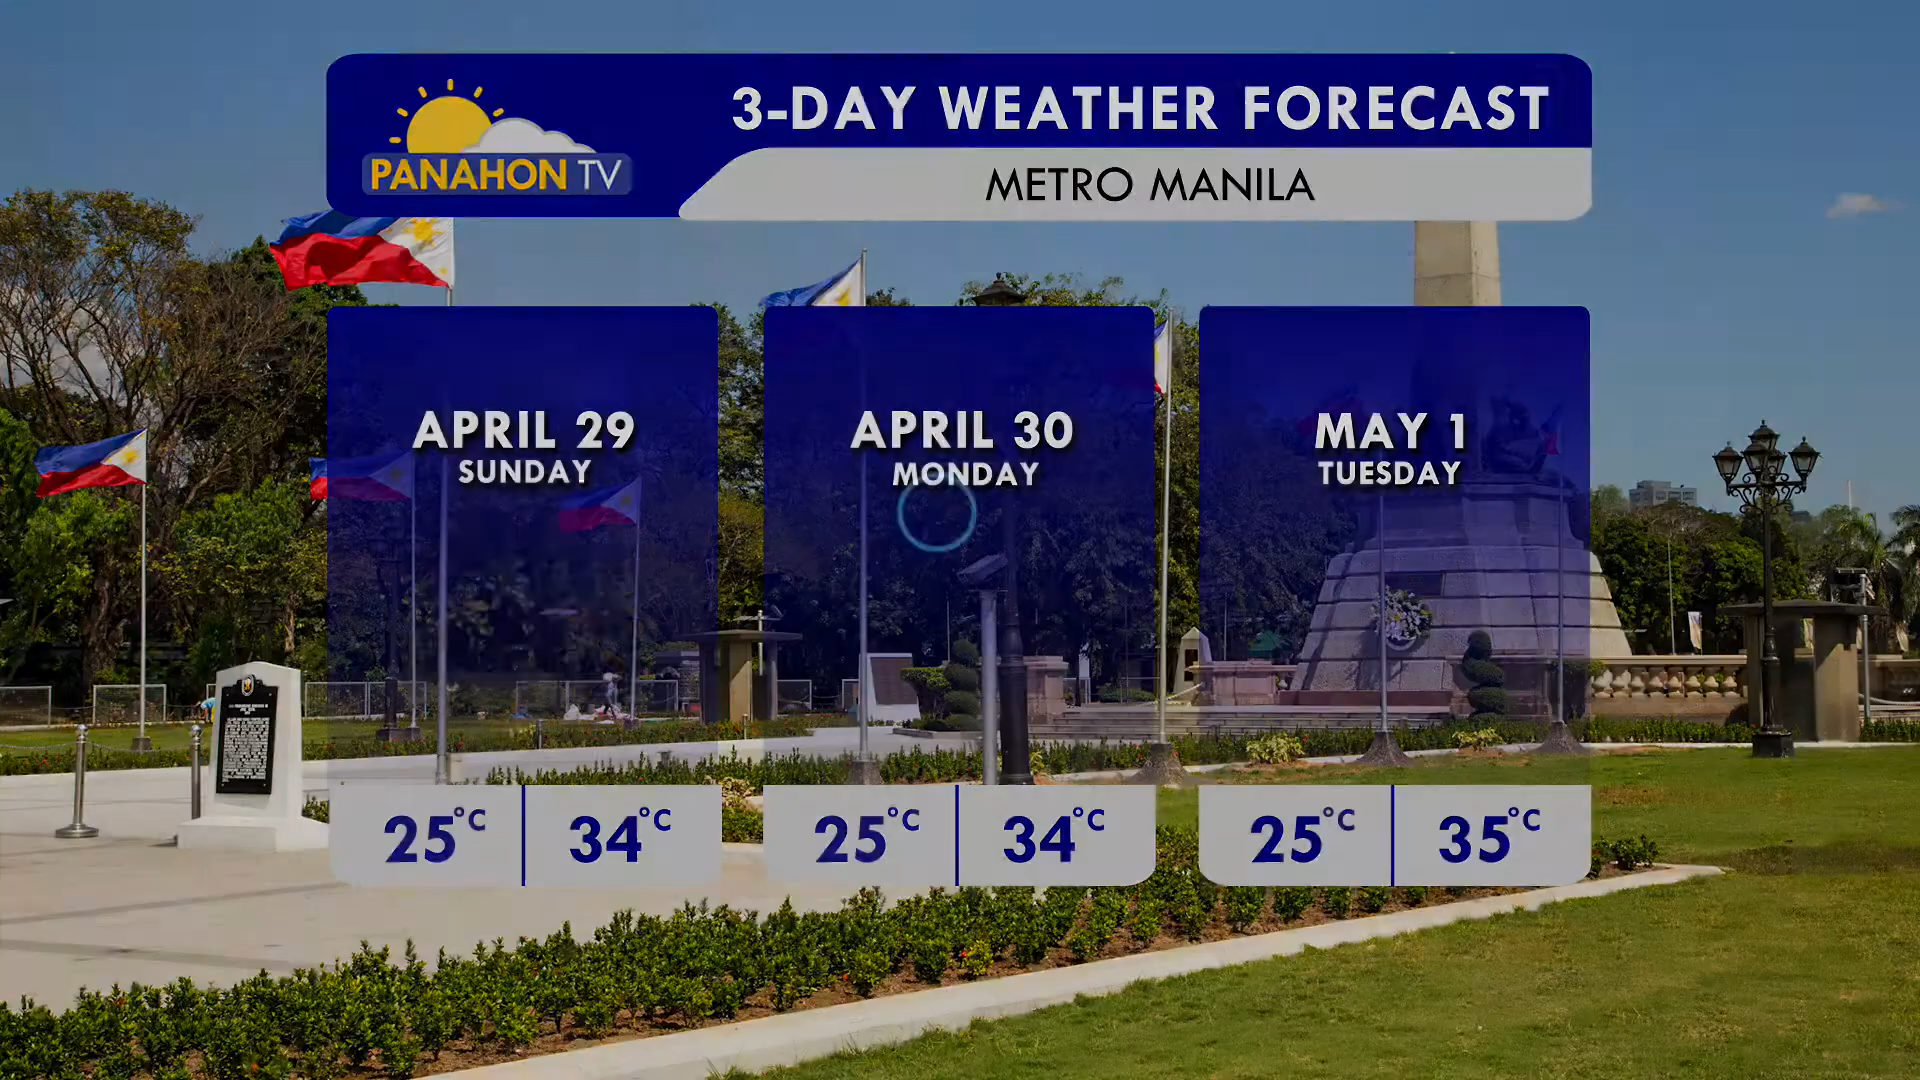 PANAHON TV
3-DAY WEATHER FORECAST
METRO MANILA
APRIL 29
SUNDAY
25°C
34°C
APRIL 30
MONDAY
25°C
34°C
MAY 1
TUESDAY
25°C
35°C